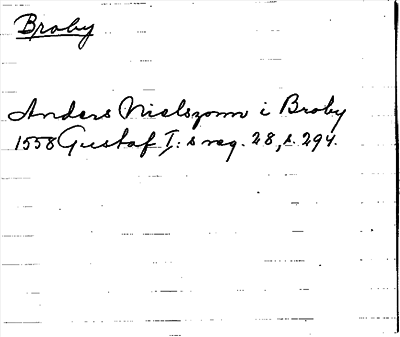 Broby
Anders Nielszonn i Broby
1558 Gustaf I: s reg. 28, s. 294.